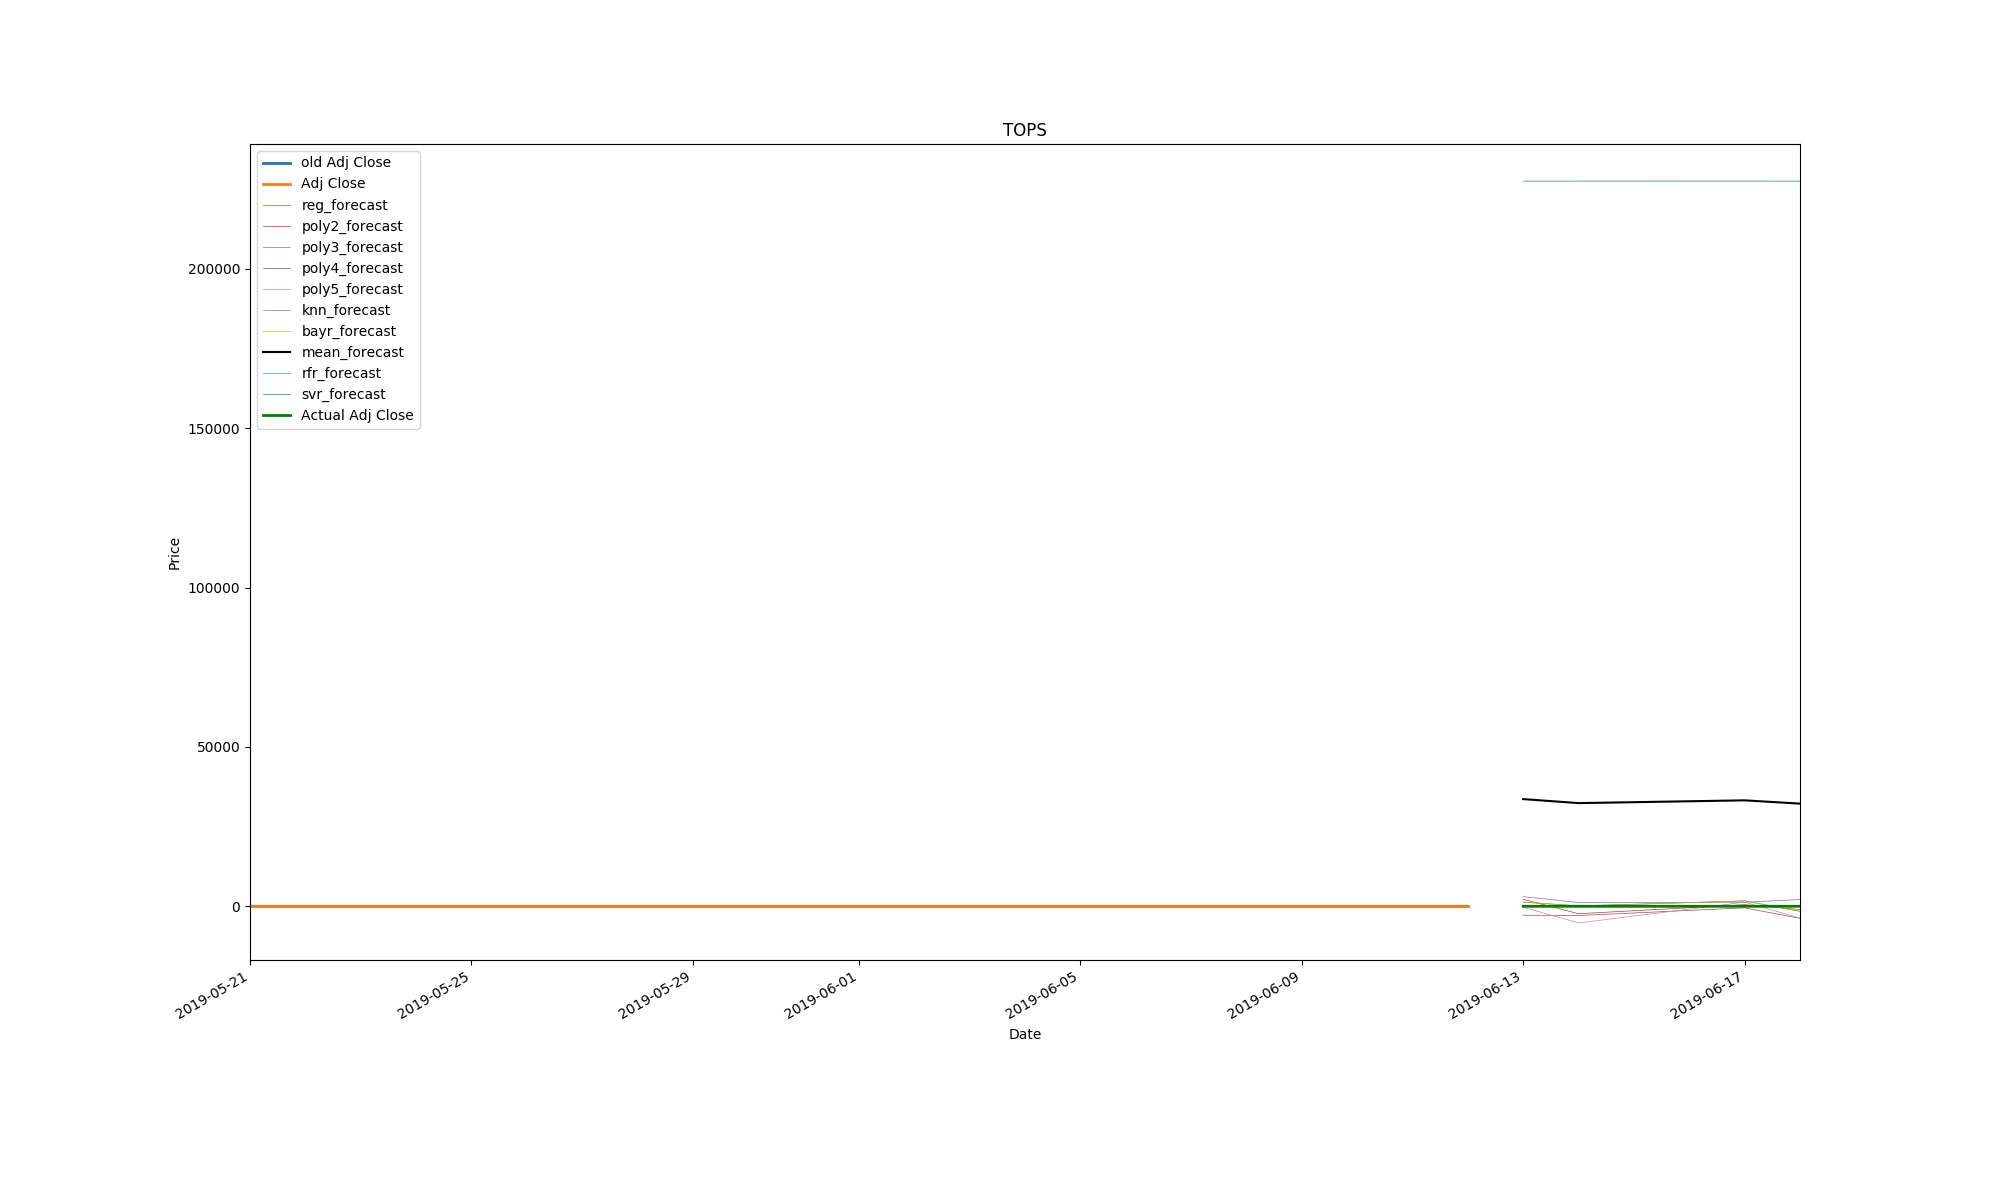 TOPS
old Adj Close
Adj Close
reg_forecast
poly2_forecast
poly3_forecast
poly4_forecast
poly5_forecast
knn_forecast
bayr_forecast
mean_forecast
rfr_forecast
svr_forecast
Actual Adj Close
200000
150000
100000
50000
0
Price
2019-05-21
2019-05-25
2019-05-29
2019-06-01
2019-06-05
2019-06-09
2019-06-13
2019-06-17
Date